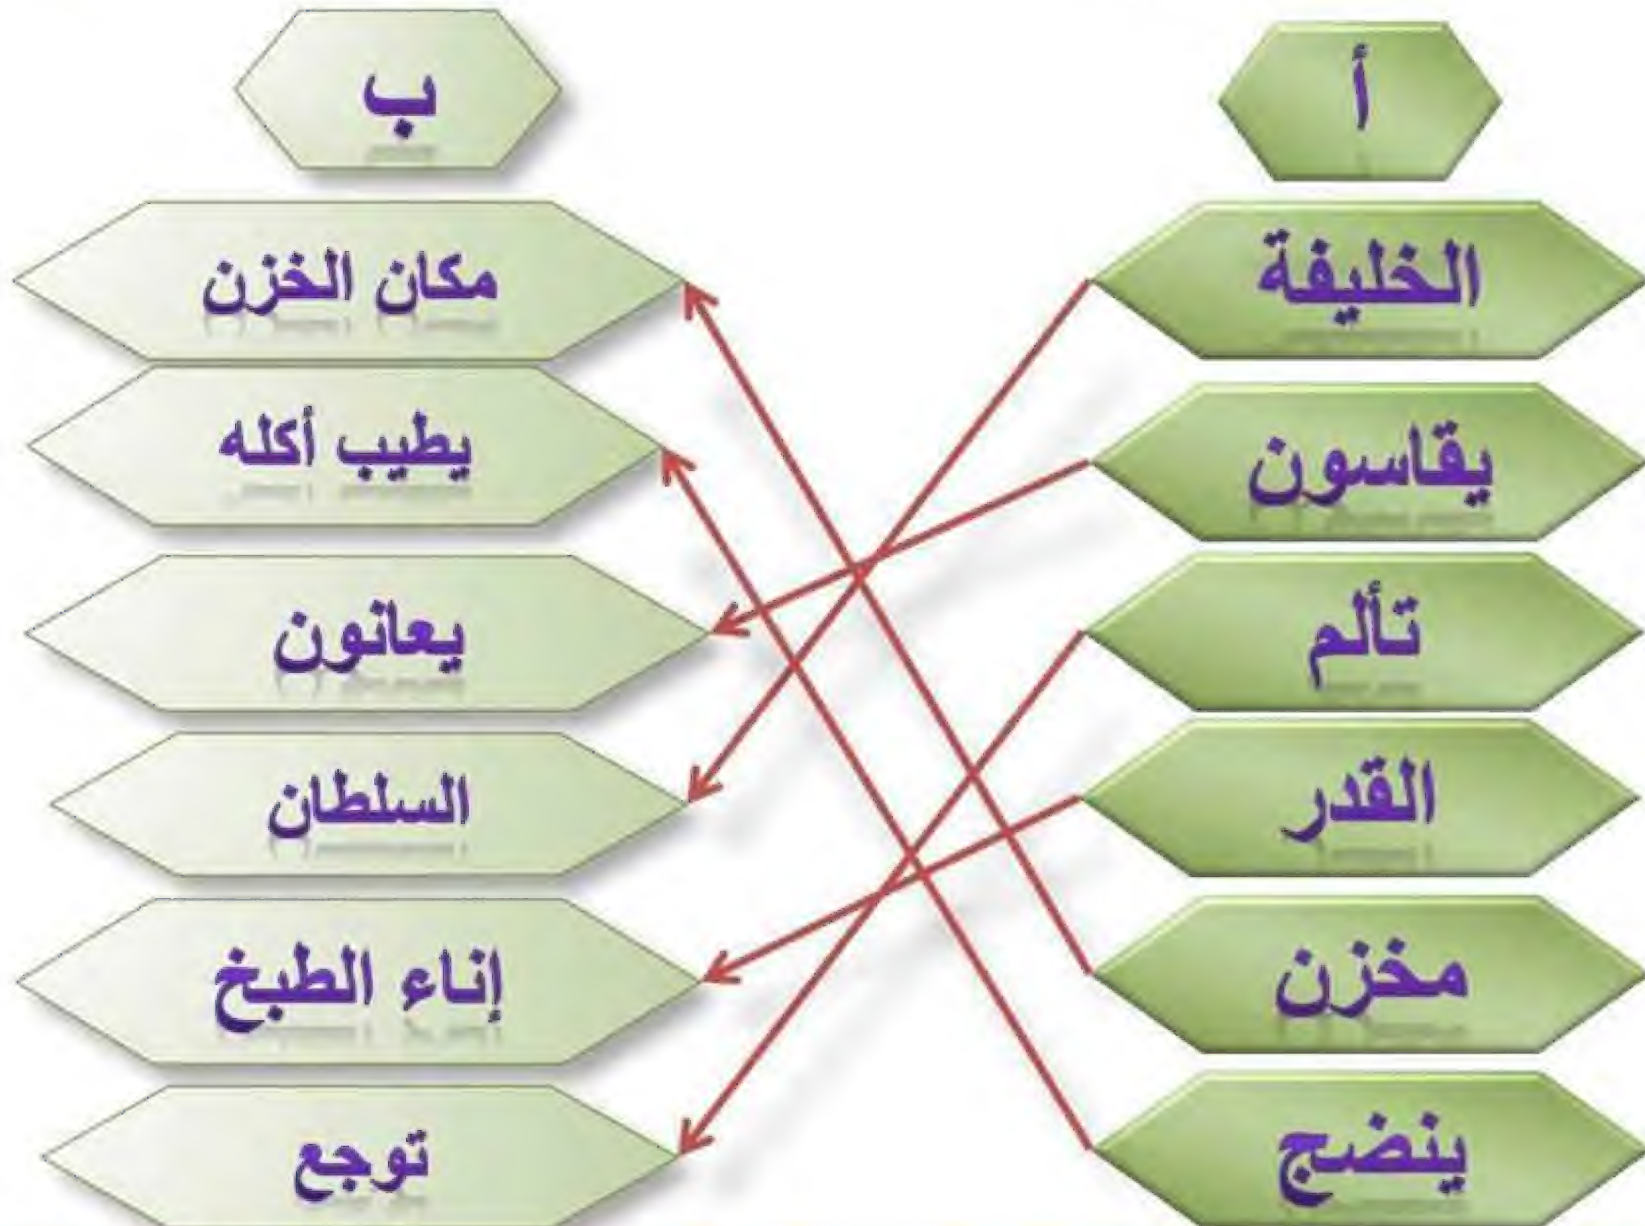 أ
الخليفة
يقاسون
تألم
القدر
مخزن
ينضج
ب
مكان الخزن
يطيب أكله
يعانون
السلطان
إناء الطبخ
توجع